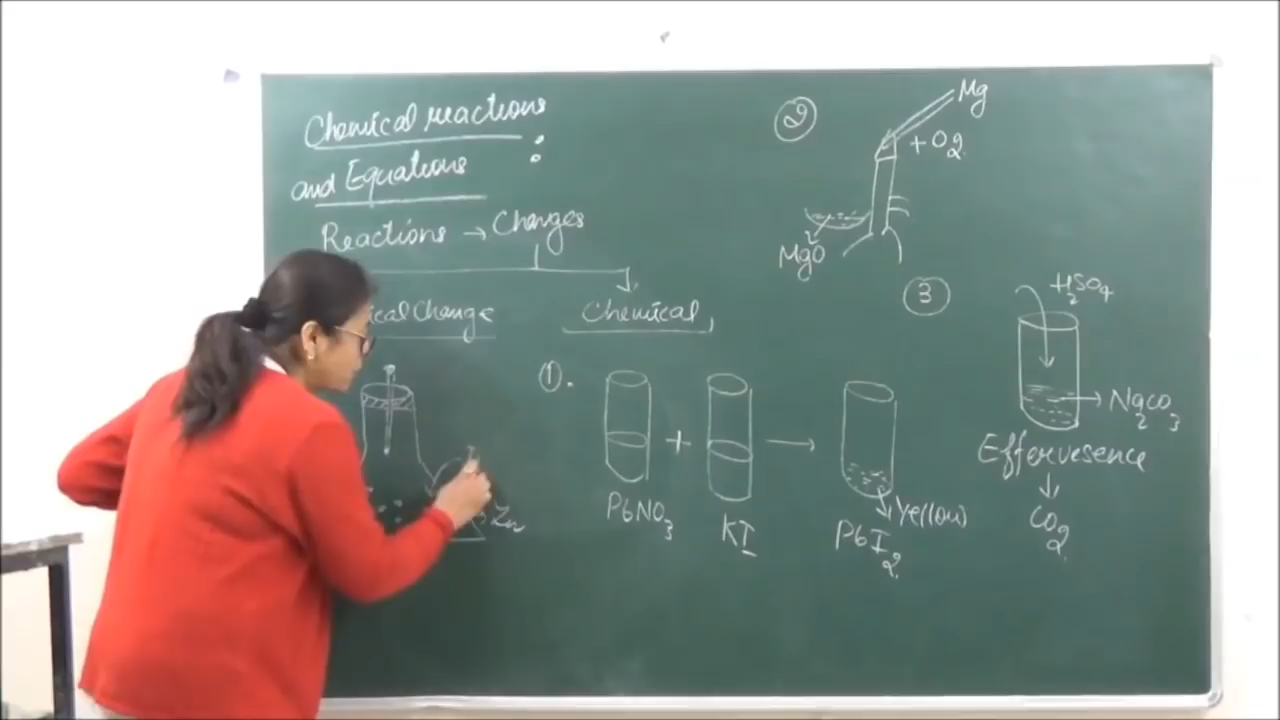 Chemical reactions
and Equations :
Reactions → Changes
ical Change
Chemical
①.
PbNO3
+
KI
→
Yellow
PbI2
Zn
②
Mg
+ O2
MgO
③
H2SO4
→ Na2CO3
Effervesence
↓
CO2